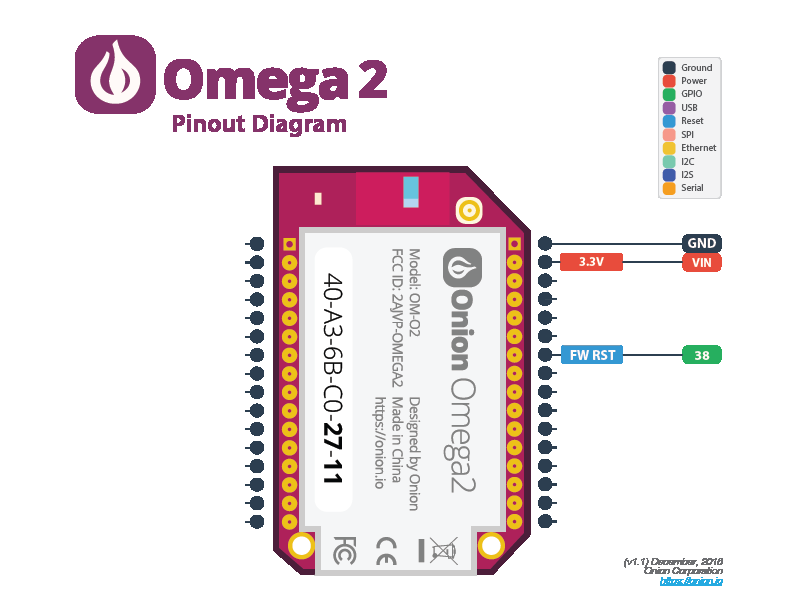 Omega 2
Pinout Diagram
Ground
Power
GPIO
USB
Reset
SPI
Ethernet
I2C
I2S
Serial
GND
3.3V
VIN
FW RST
38
Onion Omega2
Model: OM-O2
FCC ID: 2AJVP-OMEGA2
Designed by Onion
Made in China
https://onion.io
40-A3-6B-C0-27-11
FC
CE
(v1.1) December, 2016
Onion Corporation
https://onion.io